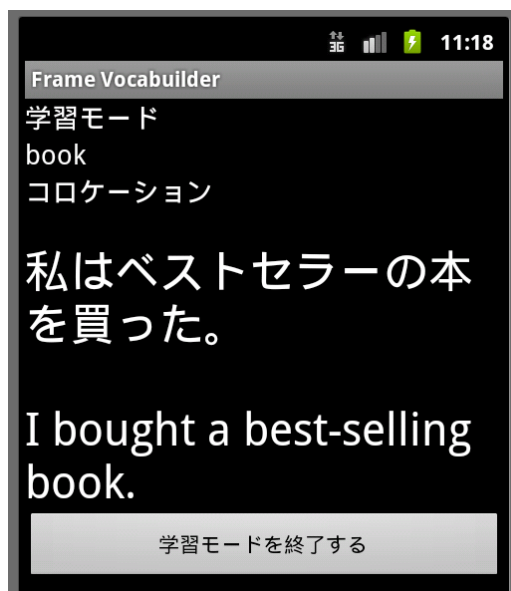 3G 11:18
Frame Vocabuilder
学習モード
book
コロケーション
私はベストセラーの本
を買った。
I bought a best-selling
book.
学習モードを終了する